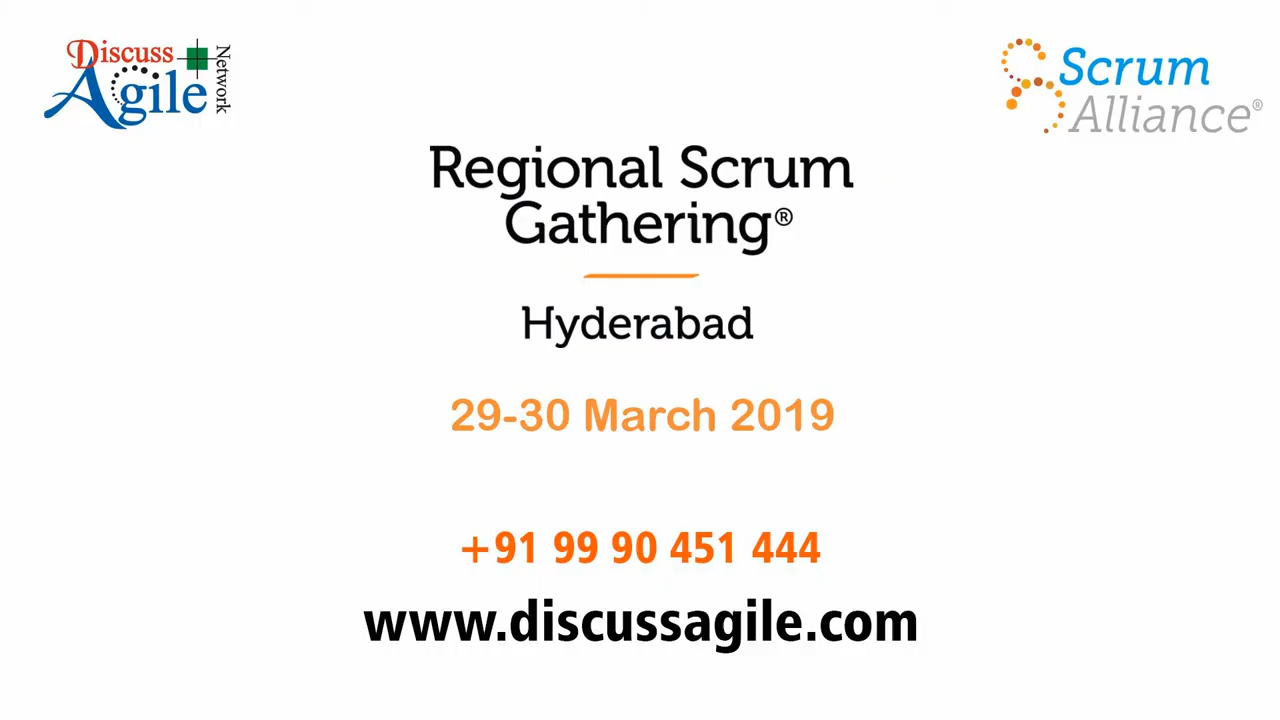 Discuss
Agile
Network
Scrum
Alliance®
Regional Scrum
Gathering®
Hyderabad
29-30 March 2019
+91 99 90 451 444
www.discussagile.com